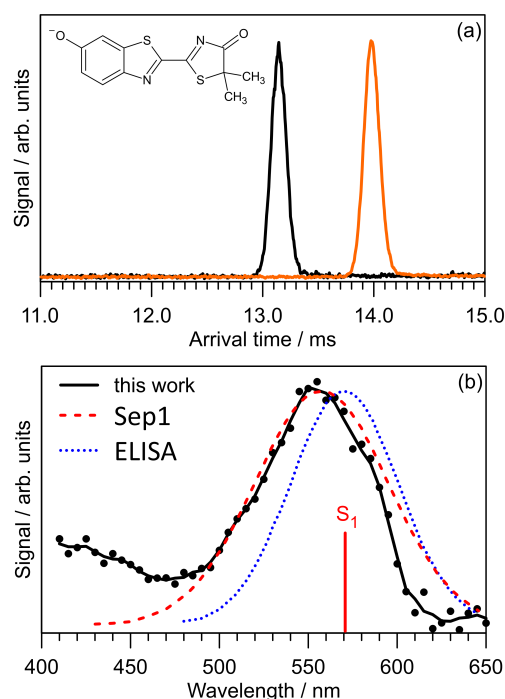 (a)
⁻O
S
N
N
S
O
CH₃
CH₃
Signal / arb. units
11.0 12.0 13.0 14.0 15.0
Arrival time / ms
(b)
this work
Sep1
ELISA
S₁
Signal / arb. units
400 450 500 550 600 650
Wavelength / nm